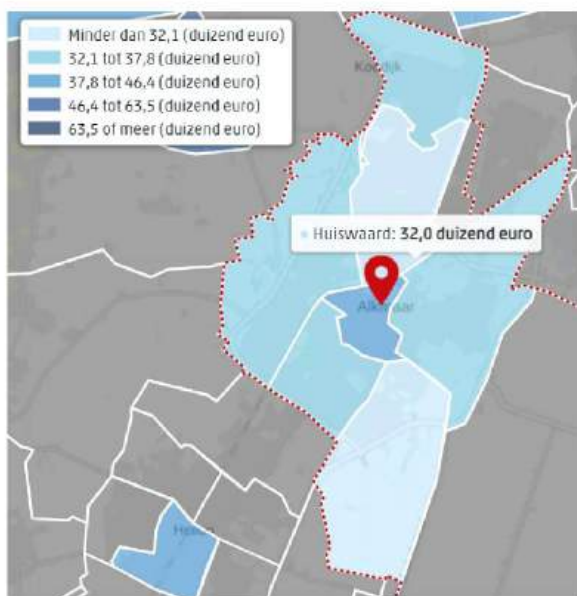 Minder dan 32,1 (duizend euro)
32,1 tot 37,8 (duizend euro)
37,8 tot 46,4 (duizend euro)
46,4 tot 63,5 (duizend euro)
63,5 of meer (duizend euro)
Koedijk
Huiswaard: 32,0 duizend euro
Alkmaar
Heiloo